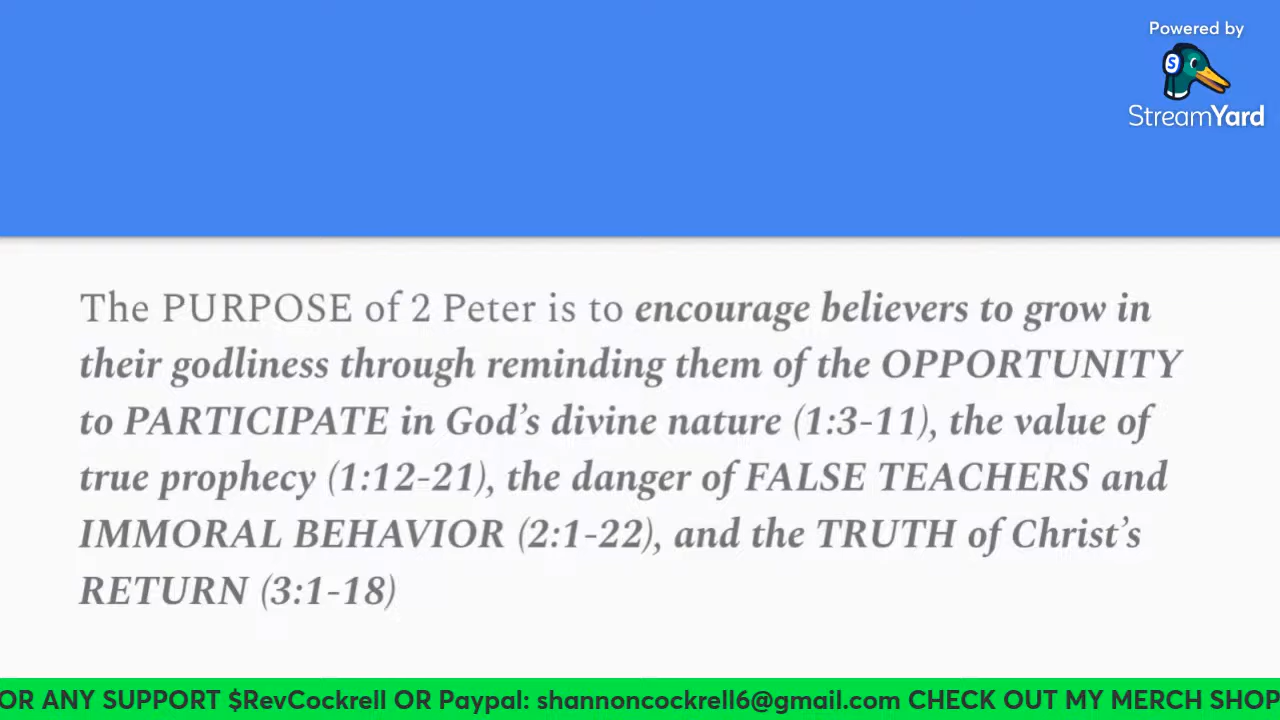 Powered by
S
StreamYard
The PURPOSE of 2 Peter is to encourage believers to grow in
their godliness through reminding them of the OPPORTUNITY
to PARTICIPATE in God’s divine nature (1:3-11), the value of
true prophecy (1:12-21), the danger of FALSE TEACHERS and
IMMORAL BEHAVIOR (2:1-22), and the TRUTH of Christ’s
RETURN (3:1-18)
OR ANY SUPPORT $RevCockrell OR Paypal: shannoncockrell6@gmail.com CHECK OUT MY MERCH SHOP